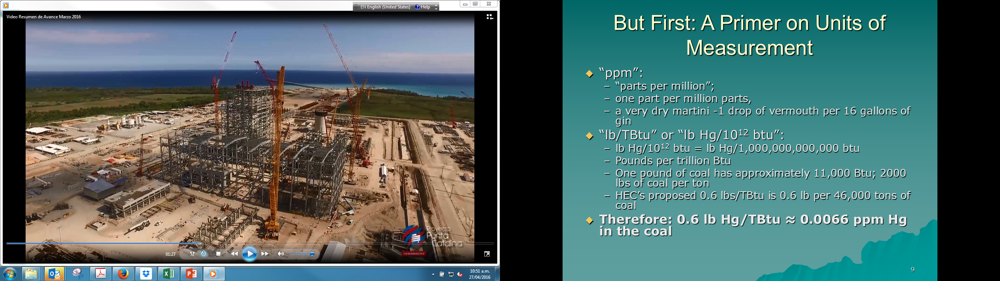 EN English (United States) Help
Video Resumen de Avance Marzo 2016
Proyecto
Punta
Catalina
ODEBRECHT
01:27
10:51 a.m.
27/04/2016
But First: A Primer on Units of
Measurement
“ppm”:
– “parts per million”;
– one part per million parts,
– a very dry martini -1 drop of vermouth per 16 gallons of
gin
“lb/TBtu” or “lb Hg/10¹² btu”:
– lb Hg/10¹² btu = lb Hg/1,000,000,000,000 btu
– Pounds per trillion Btu
– One pound of coal has approximately 11,000 Btu; 2000
lbs of coal per ton
– HEC’s proposed 0.6 lbs/TBtu is 0.6 lb per 46,000 tons of
coal
Therefore: 0.6 lb Hg/TBtu ≈ 0.0066 ppm Hg
in the coal
9